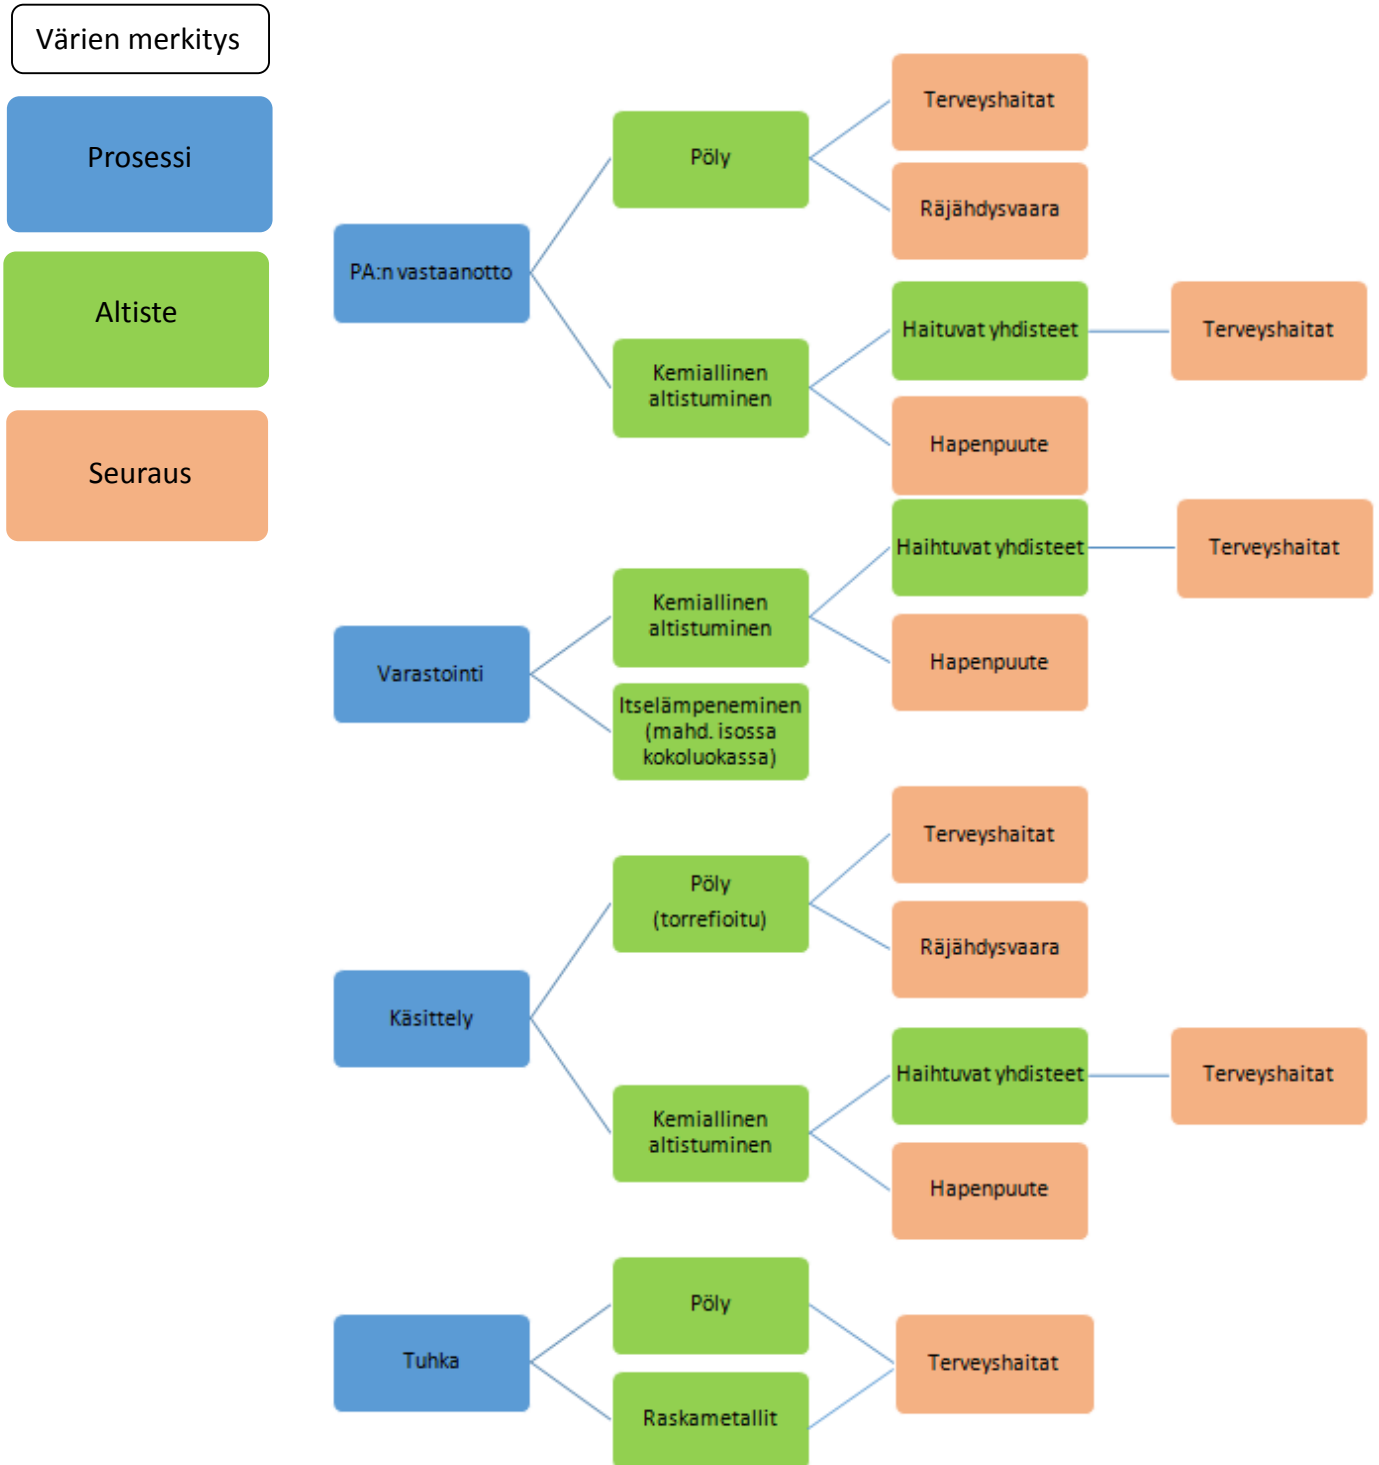 Värien merkitys
Prosessi
Altiste
Seuraus
PA:n vastaanotto
Pöly
Terveyshaitat
Räjähdysvaara
Kemiallinen
altistuminen
Haituvat yhdisteet
Terveyshaitat
Hapenpuute
Varastointi
Kemiallinen
altistuminen
Haihtuvat yhdisteet
Terveyshaitat
Hapenpuute
Itselämpeneminen
(mahd. isossa
kokoluokassa)
Käsittely
Pöly
(torrefioitu)
Terveyshaitat
Räjähdysvaara
Kemiallinen
altistuminen
Haihtuvat yhdisteet
Terveyshaitat
Hapenpuute
Tuhka
Pöly
Raskametallit
Terveyshaitat